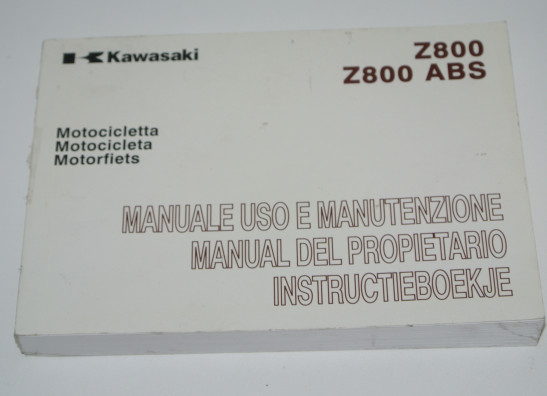 Kawasaki
Z800
Z800 ABS
Motocicletta
Motocicleta
Motorfiets
MANUALE USO E MANUTENZIONE
MANUAL DEL PROPIETARIO
INSTRUCTIEBOEKJE